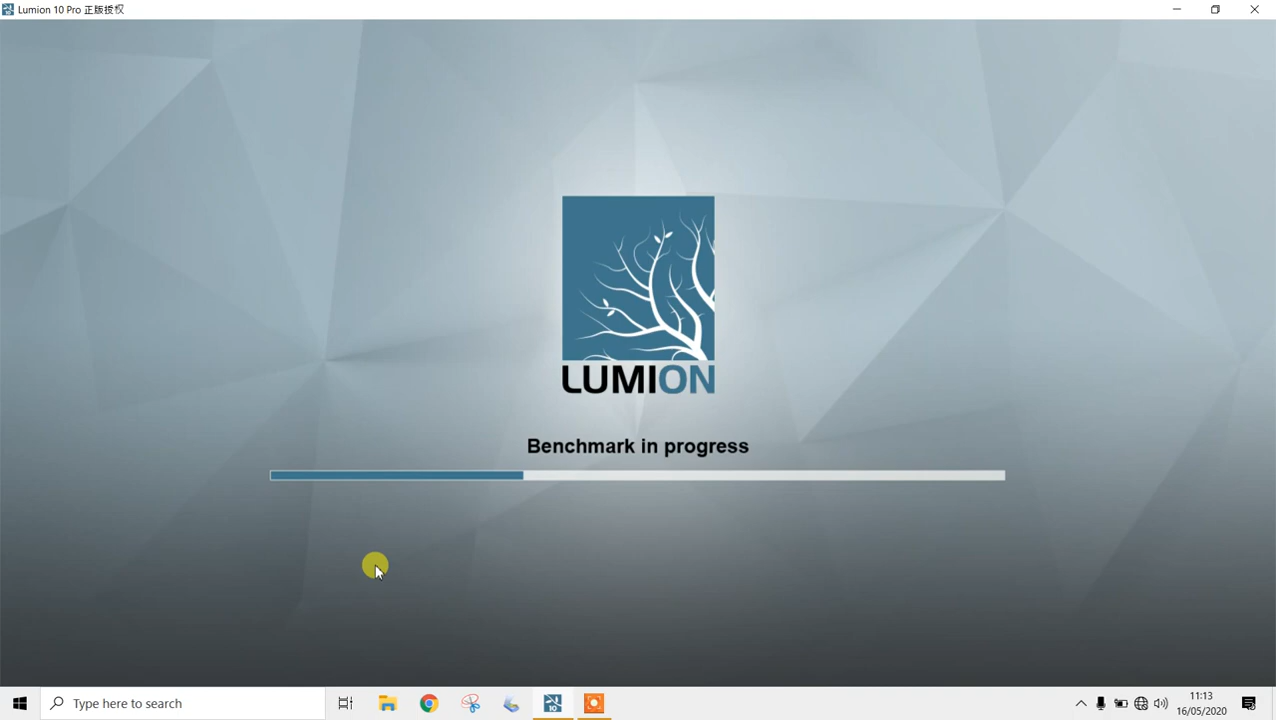 Lumion 10 Pro 正版授权
LUMION
Benchmark in progress
Type here to search
10
11:13
16/05/2020